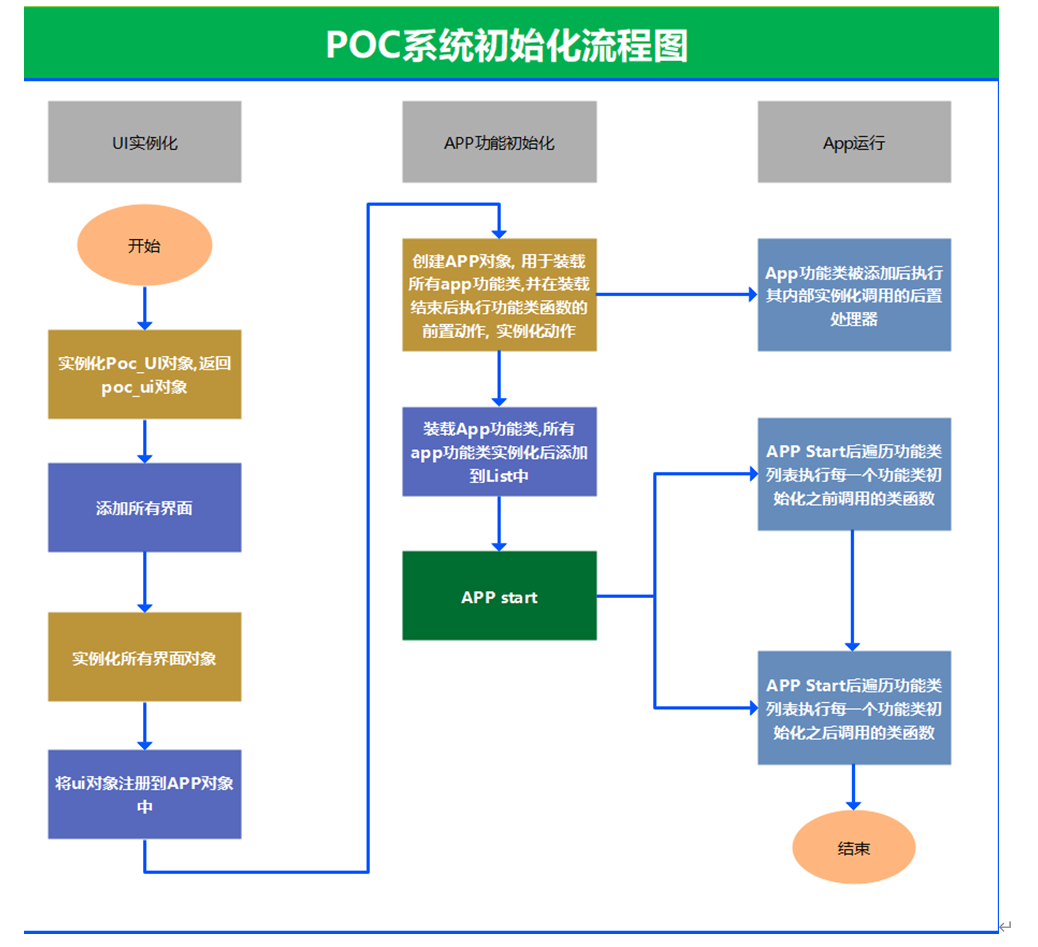 POC系统初始化流程图
UI实例化
APP功能初始化
App运行
开始
实例化Poc_UI对象,返回
poc_ui对象
添加所有界面
实例化所有界面对象
将ui对象注册到APP对象
中
创建APP对象, 用于装载
所有app功能类,并在装载
结束后执行功能类函数的
前置动作, 实例化动作
装载App功能类,所有
app功能类实例化后添加
到List中
APP start
App功能类被添加后执行
其内部实例化调用的后置
处理器
APP Start后遍历功能类
列表执行每一个功能类初
始化之前调用的类函数
APP Start后遍历功能类
列表执行每一个功能类初
始化之后调用的类函数
结束